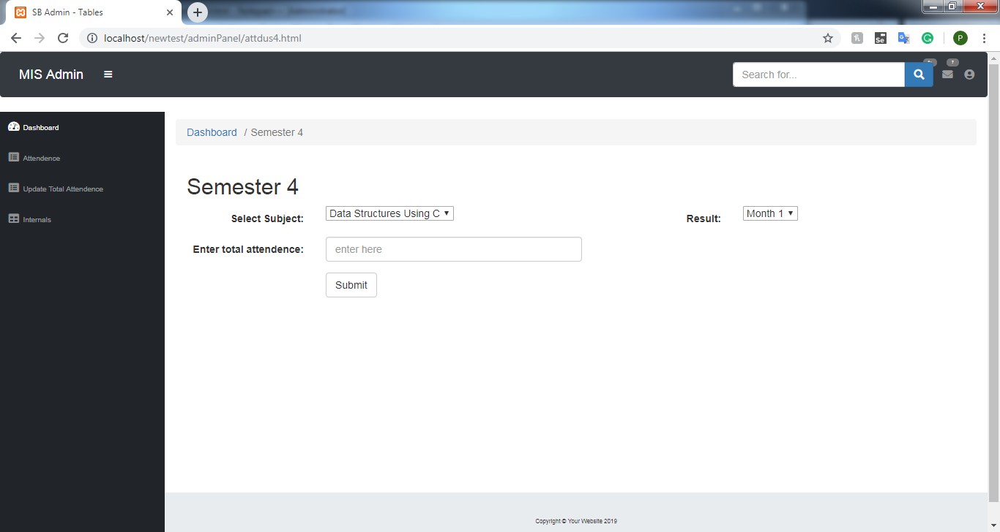 SB Admin - Tables
localhost/newtest/adminPanel/attdus4.html
Se
P
MIS Admin
Search for...
Dashboard
Attendence
Update Total Attendence
Internals
Dashboard / Semester 4
Semester 4
Select Subject: Data Structures Using C Result: Month 1
Enter total attendence: enter here
Submit
Copyright © Your Website 2019